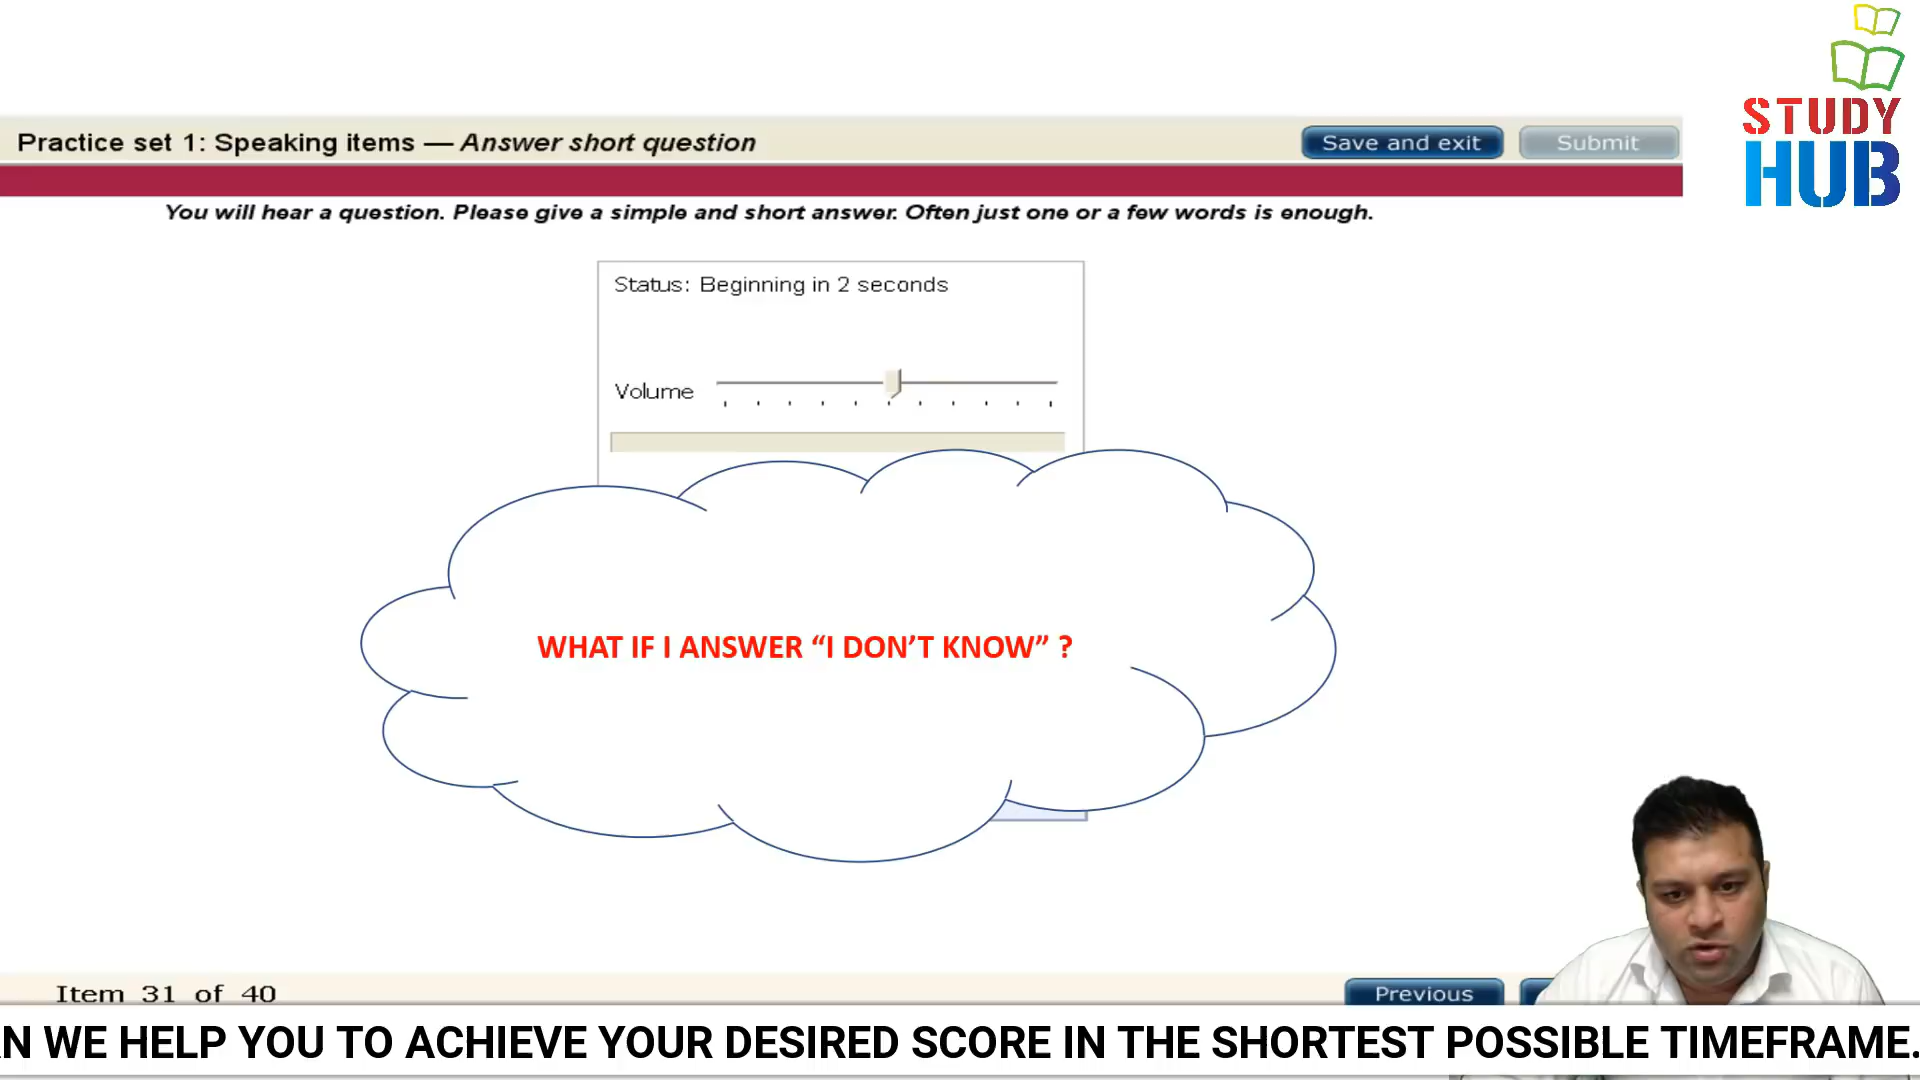 STUDY
HUB
Practice set 1: Speaking items — Answer short question
Save and exit
Submit
You will hear a question. Please give a simple and short answer. Often just one or a few words is enough.
Status: Beginning in 2 seconds
Volume
WHAT IF I ANSWER “I DON’T KNOW” ?
Item 31 of 40
Previous
N WE HELP YOU TO ACHIEVE YOUR DESIRED SCORE IN THE SHORTEST POSSIBLE TIMEFRAME.